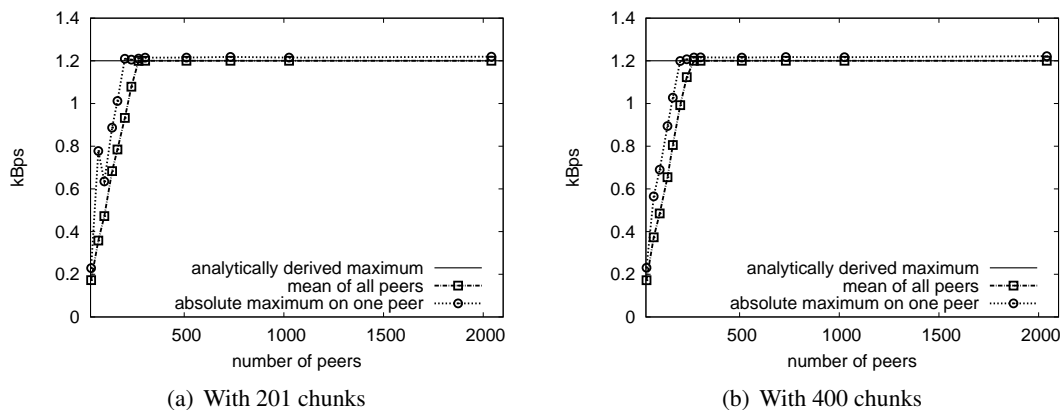 1.4
1.2
1
0.8
0.6
0.4
0.2
0
kBps
analytically derived maximum
mean of all peers
absolute maximum on one peer
500
1000
1500
2000
number of peers
(a) With 201 chunks
1.4
1.2
1
0.8
0.6
0.4
0.2
0
kBps
analytically derived maximum
mean of all peers
absolute maximum on one peer
500
1000
1500
2000
number of peers
(b) With 400 chunks